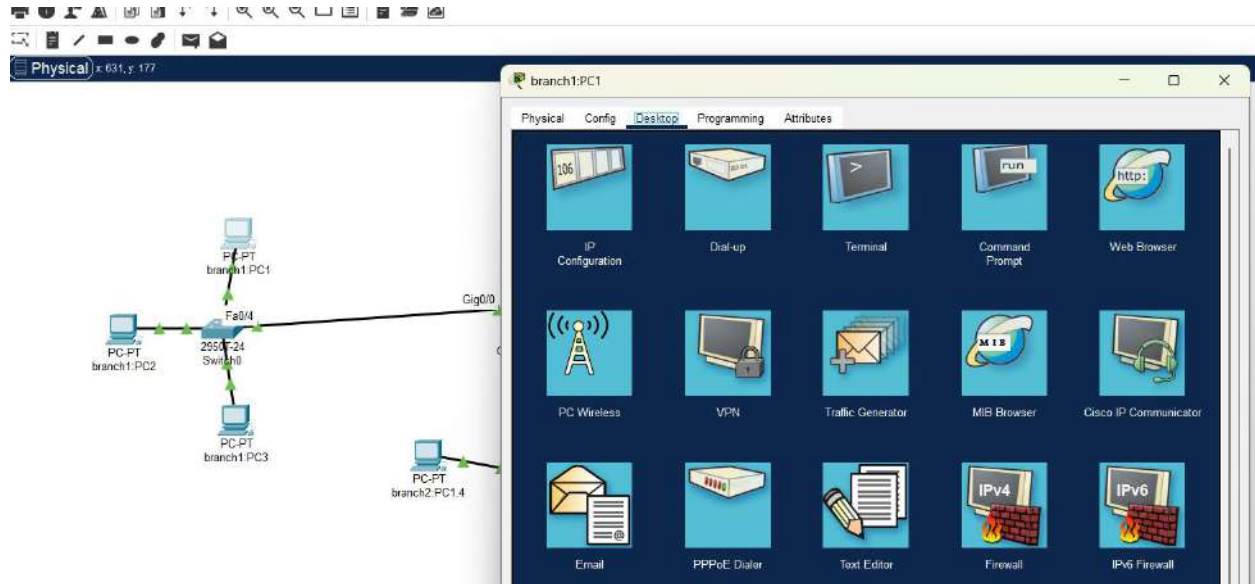 Physical x: 631, y: 177
branch1:PC1
Physical Config Desktop Programming Attributes
106
run
http:
IP
Configuration
Dial-up
Terminal
Command
Prompt
Web Browser
MIB
PC Wireless
VPN
Traffic Generator
MIB Browser
Cisco IP Communicator
IPv4
IPv6
Email
PPPoE Dialer
Text Editor
Firewall
IPv6 Firewall
PC-PT
branch1:PC1
Gig0/0
Fa0/4
2950T-24
Switch0
PC-PT
branch1:PC2
PC-PT
branch1:PC3
PC-PT
branch2:PC1.4